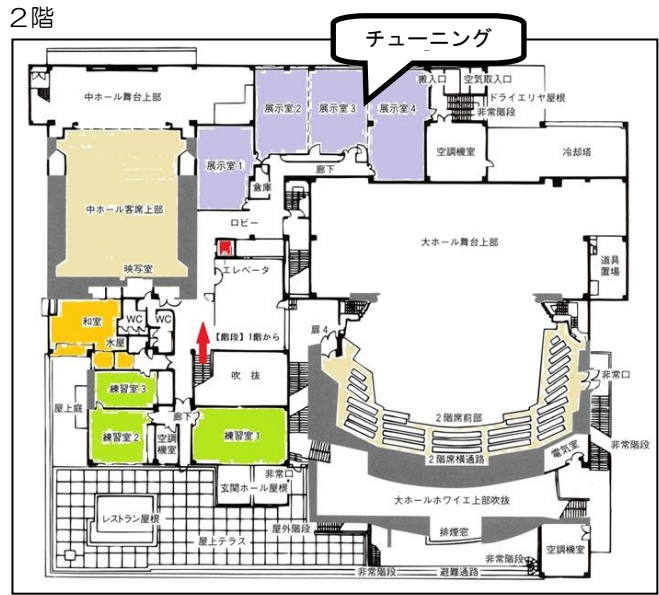 2階
チューニング
中ホール舞台上部
展示室2
展示室3
展示室4
搬入口
空気取入口
ドライエリヤ屋根
非常階段
空調機室
冷却塔
展示室1
倉庫
廊下
ロビー
中ホール客席上部
大ホール舞台上部
映写室
エレベータ
道具
置場
和室
WC
WC
水屋
【階段】1階から
扉4
吹抜
練習室3
非常口
屋上庭
廊下
2階席前部
練習室2
空調
機室
練習室1
2階席横通路
電気室
非常階段
非常口
玄関ホール屋根
大ホールホワイエ上部吹抜
レストラン屋根
屋外階段
屋上テラス
排煙窓
空調機室
非常階段
非常階段
避難通路